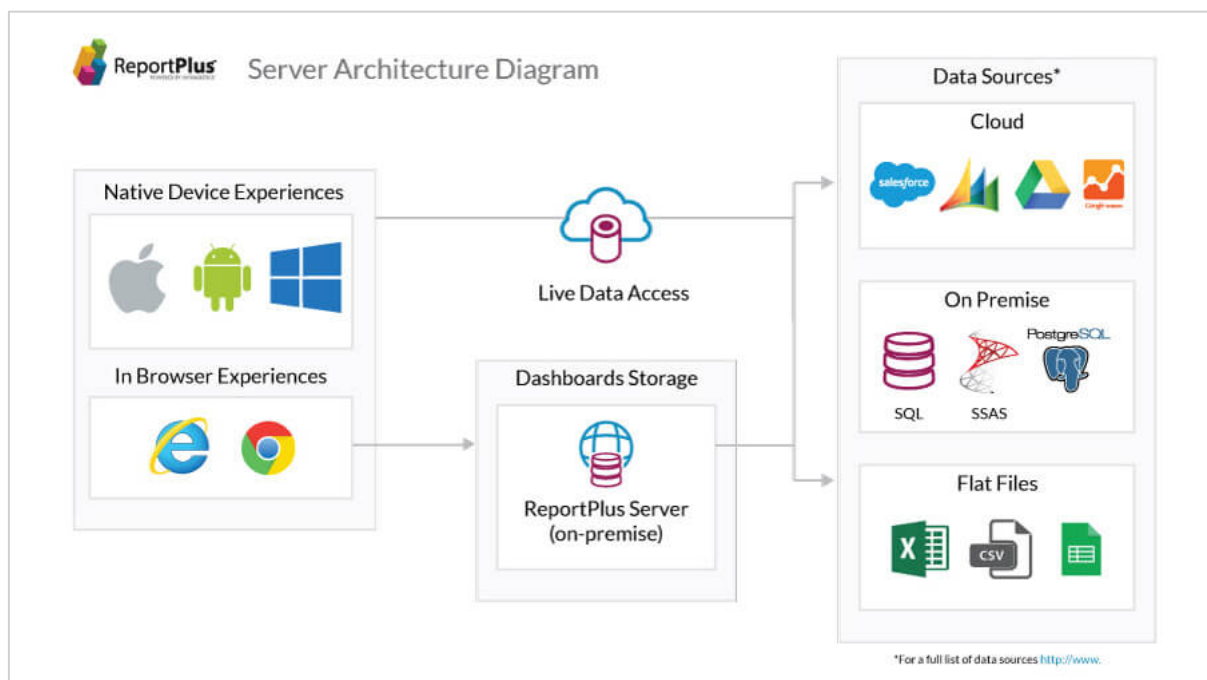 ReportPlus
Server Architecture Diagram
Native Device Experiences
In Browser Experiences
Live Data Access
Dashboards Storage
ReportPlus Server
(on-premise)
Data Sources*
Cloud
salesforce
On Premise
SQL
SSAS
PostgreSQL
Flat Files
X
CSV
*For a full list of data sources http://www.